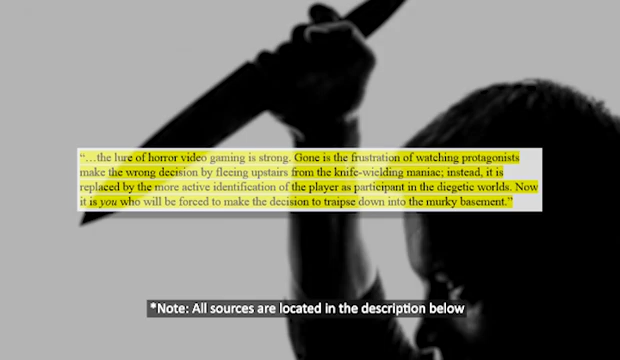 “…the lure of horror video gaming is strong. Gone is the frustration of watching protagonists
make the wrong decision by fleeing upstairs from the knife-wielding maniac; instead, it is
replaced by the more active identification of the player as participant in the diegetic worlds. Now
it is you who will be forced to make the decision to traipse down into the murky basement.”
*Note: All sources are located in the description below